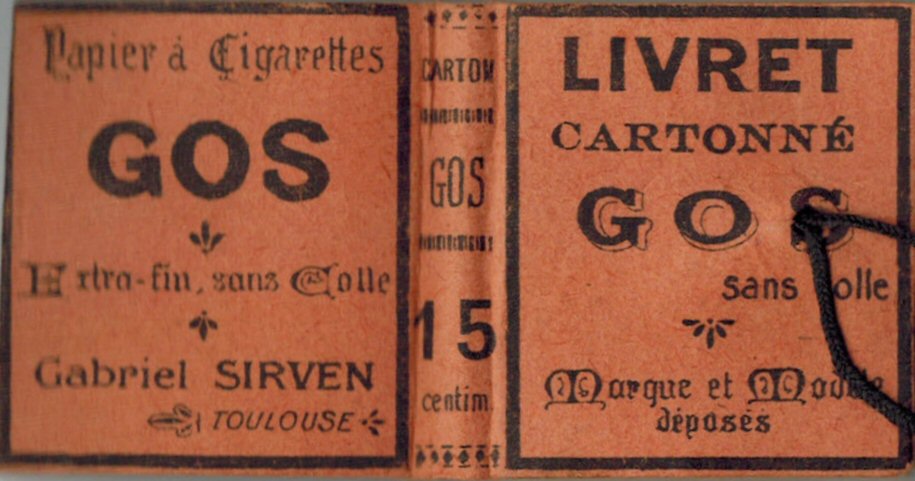 Papier à Cigarettes
GOS
Extra-fin, sans Colle
Gabriel SIRVEN
TOULOUSE
CARTON
GOS
15
centim
LIVRET
CARTONNÉ
GOS
sans Colle
Marque et Modèle
déposés